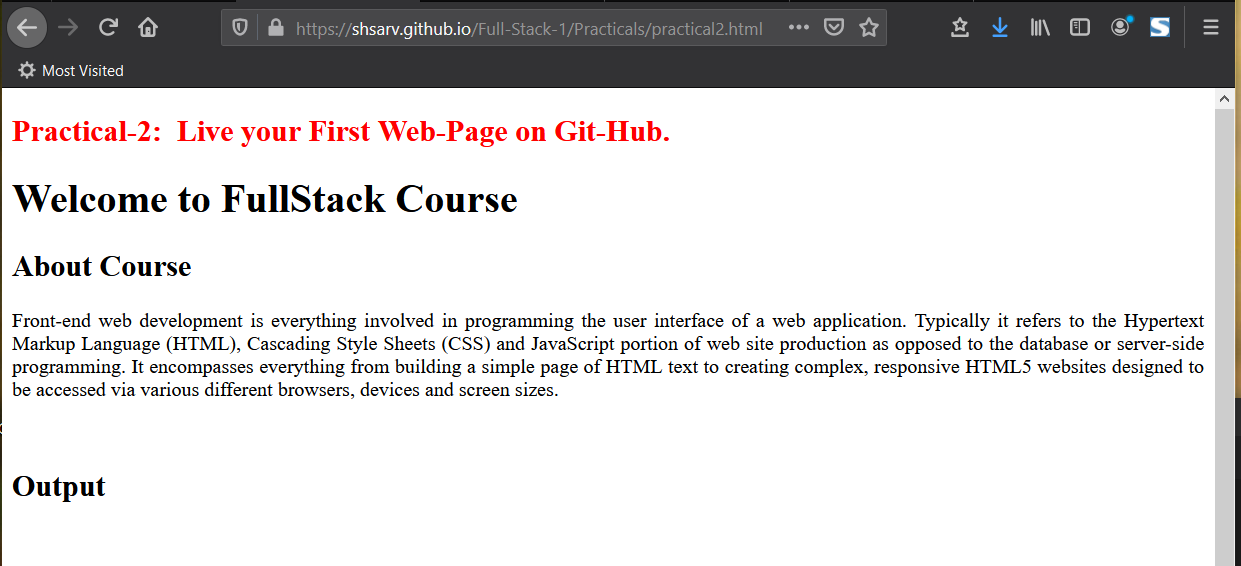 https://shsarv.github.io/Full-Stack-1/Practicals/practical2.html
Most Visited
Practical-2:  Live your First Web-Page on Git-Hub.
Welcome to FullStack Course
About Course
Front-end web development is everything involved in programming the user interface of a web application. Typically it refers to the Hypertext
Markup Language (HTML), Cascading Style Sheets (CSS) and JavaScript portion of web site production as opposed to the database or server-side
programming. It encompasses everything from building a simple page of HTML text to creating complex, responsive HTML5 websites designed to
be accessed via various different browsers, devices and screen sizes.
Output